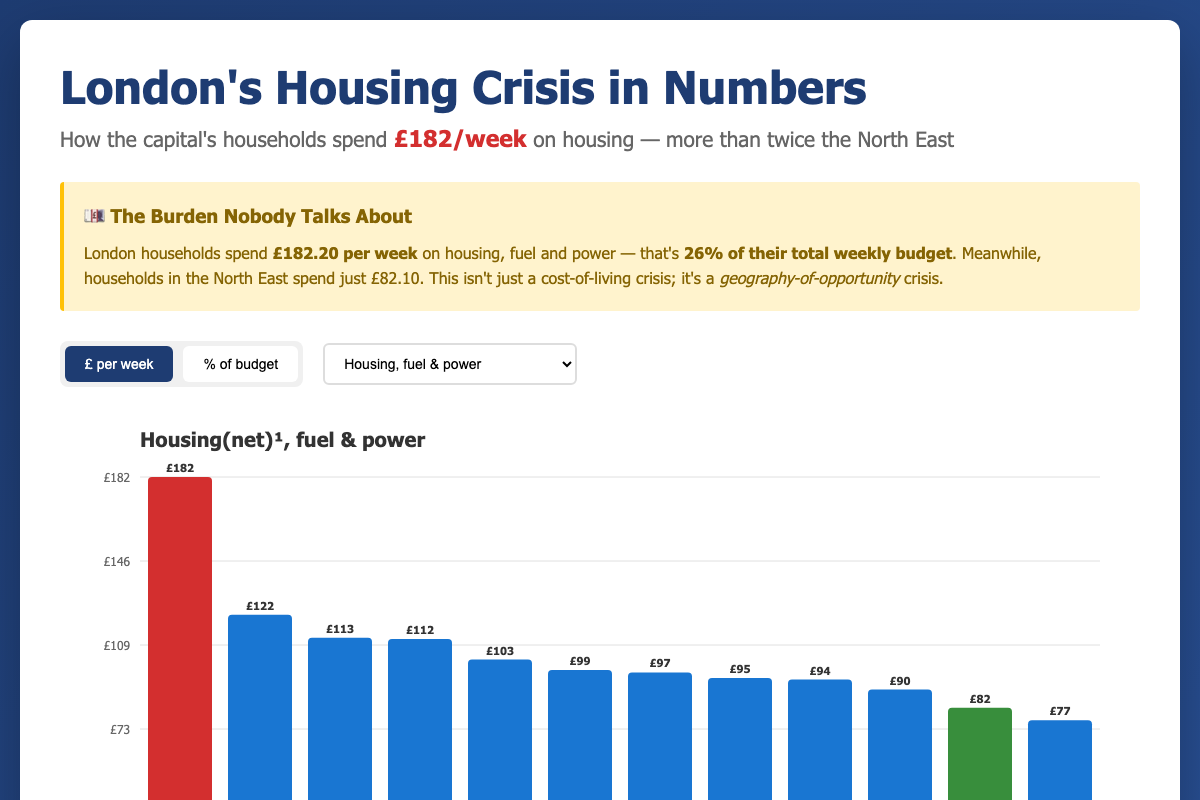 London's Housing Crisis in Numbers
How the capital's households spend £182/week on housing — more than twice the North East
💷 The Burden Nobody Talks About
London households spend £182.20 per week on housing, fuel and power — that's 26% of their total weekly budget. Meanwhile,
households in the North East spend just £82.10. This isn't just a cost-of-living crisis; it's a geography-of-opportunity crisis.
£ per week % of budget Housing, fuel & power
Housing(net)¹, fuel & power
£182
£182
£146
£122
£113
£112
£109
£103
£99
£97
£95
£94
£90
£82
£77
£73